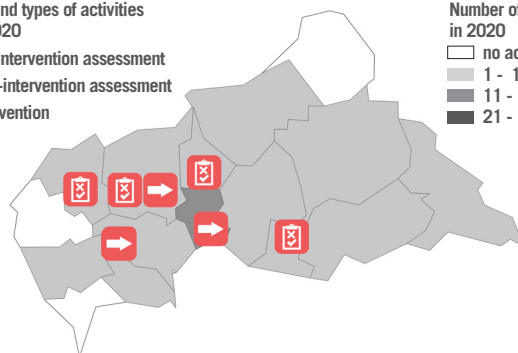 nd types of activities
020
intervention assessment
-intervention assessment
vention
Number of
in 2020
no ac
1 - 1
11 -
21 -